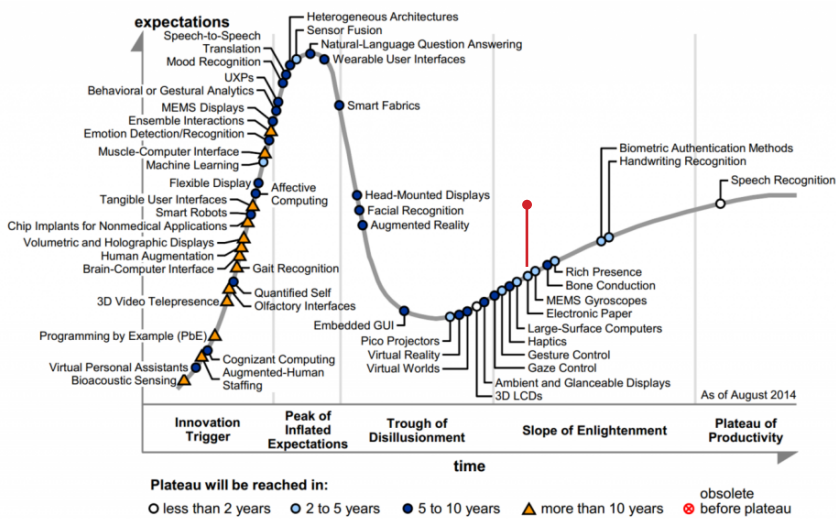 expectations
Heterogeneous Architectures
Sensor Fusion
Speech-to-Speech
Translation
Natural-Language Question Answering
Mood Recognition
Wearable User Interfaces
UXPs
Behavioral or Gestural Analytics
MEMS Displays
Smart Fabrics
Ensemble Interactions
Emotion Detection/Recognition
Muscle-Computer Interface
Machine Learning
Flexible Display
Affective
Computing
Tangible User Interfaces
Smart Robots
Chip Implants for Nonmedical Applications
Volumetric and Holographic Displays
Human Augmentation
Brain-Computer Interface
Gait Recognition
Quantified Self
3D Video Telepresence
Olfactory Interfaces
Programming by Example (PbE)
Cognizant Computing
Virtual Personal Assistants
Augmented-Human
Staffing
Bioacoustic Sensing
Head-Mounted Displays
Facial Recognition
Augmented Reality
Embedded GUI
Pico Projectors
Virtual Reality
Virtual Worlds
Biometric Authentication Methods
Handwriting Recognition
Speech Recognition
Rich Presence
Bone Conduction
MEMS Gyroscopes
Electronic Paper
Large-Surface Computers
Haptics
Gesture Control
Gaze Control
Ambient and Glanceable Displays
3D LCDs
As of August 2014
Innovation
Trigger
Peak of
Inflated
Expectations
Trough of
Disillusionment
Slope of Enlightenment
Plateau of
Productivity
time
Plateau will be reached in:
less than 2 years
2 to 5 years
5 to 10 years
more than 10 years
obsolete
before plateau